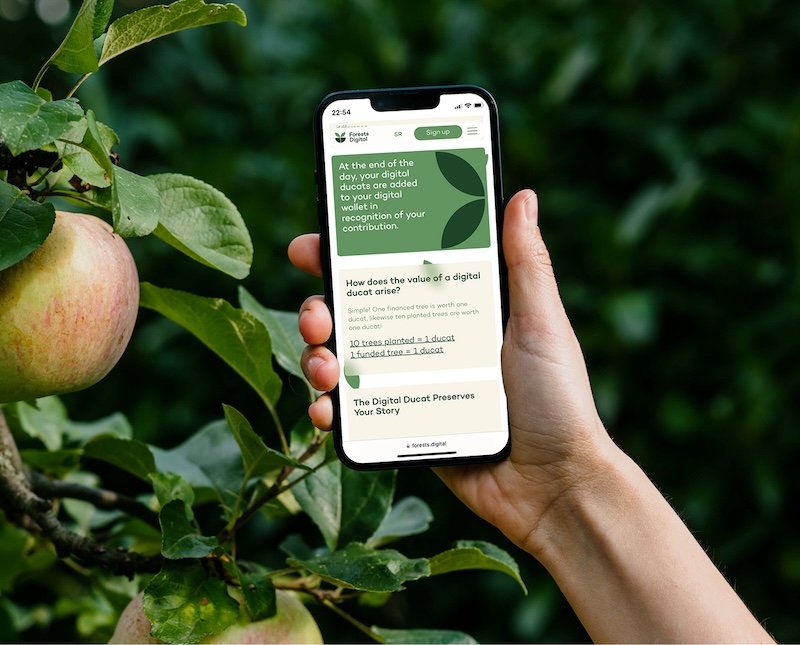 22:54
Forests
Digital
SR
Sign up
At the end of the
day, your digital
ducats are added
to your digital
wallet in
recognition of your
contribution.
How does the value of a digital
ducat arise?
Simple! One financed tree is worth one
ducat, likewise ten planted trees are worth
one ducat!
10 trees planted = 1 ducat
1 funded tree = 1 ducat
The Digital Ducat Preserves
Your Story
forests.digital